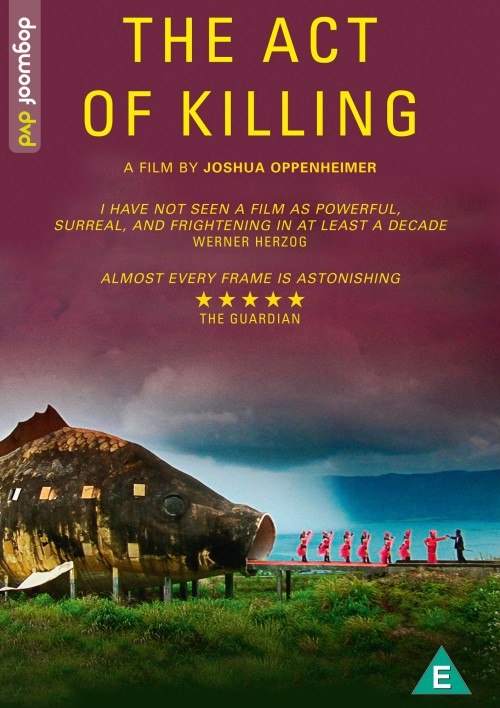 dogwoof dvd
THE ACT
OF KILLING
A FILM BY JOSHUA OPPENHEIMER
I HAVE NOT SEEN A FILM AS POWERFUL,
SURREAL, AND FRIGHTENING IN AT LEAST A DECADE
WERNER HERZOG
ALMOST EVERY FRAME IS ASTONISHING
★★★★★
THE GUARDIAN
E